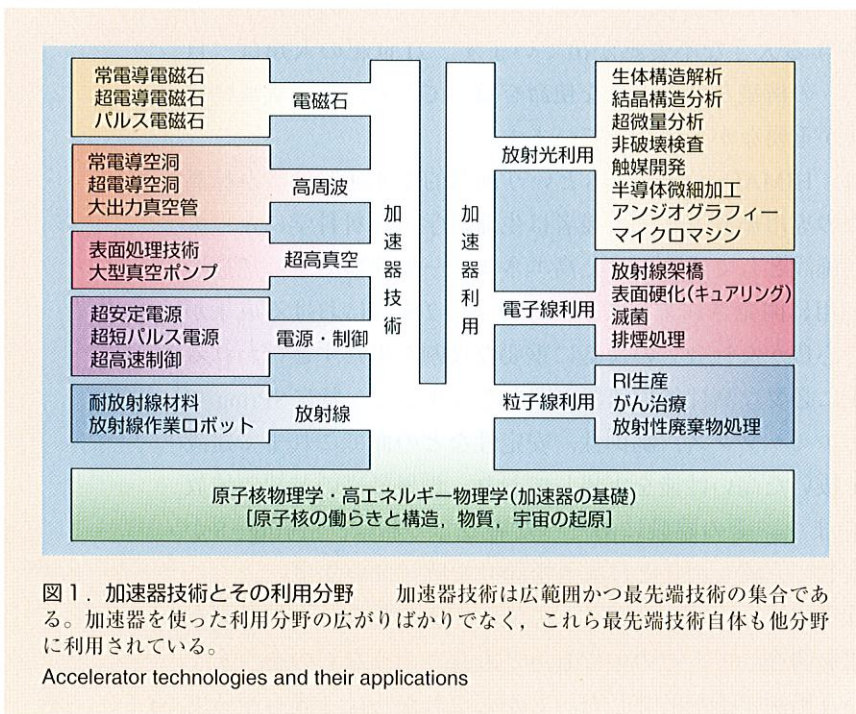 常電導電磁石
超電導電磁石
パルス電磁石
電磁石
常電導空洞
超電導空洞
大出力真空管
高周波
表面処理技術
大型真空ポンプ
超高真空
超安定電源
超短パルス電源
超高速制御
電源・制御
耐放射線材料
放射線作業ロボット
放射線
加速器技術
加速器利用
放射光利用
生体構造解析
結晶構造分析
超微量分析
非破壊検査
触媒開発
半導体微細加工
アンジオグラフィー
マイクロマシン
電子線利用
放射線架橋
表面硬化(キュアリング)
滅菌
排煙処理
粒子線利用
RI生産
がん治療
放射性廃棄物処理
原子核物理学・高エネルギー物理学(加速器の基礎)
[原子核の働らきと構造，物質，宇宙の起原]
図1．加速器技術とその利用分野　　加速器技術は広範囲かつ最先端技術の集合であ
る。加速器を使った利用分野の広がりばかりでなく，これら最先端技術自体も他分野
に利用されている。
Accelerator technologies and their applications